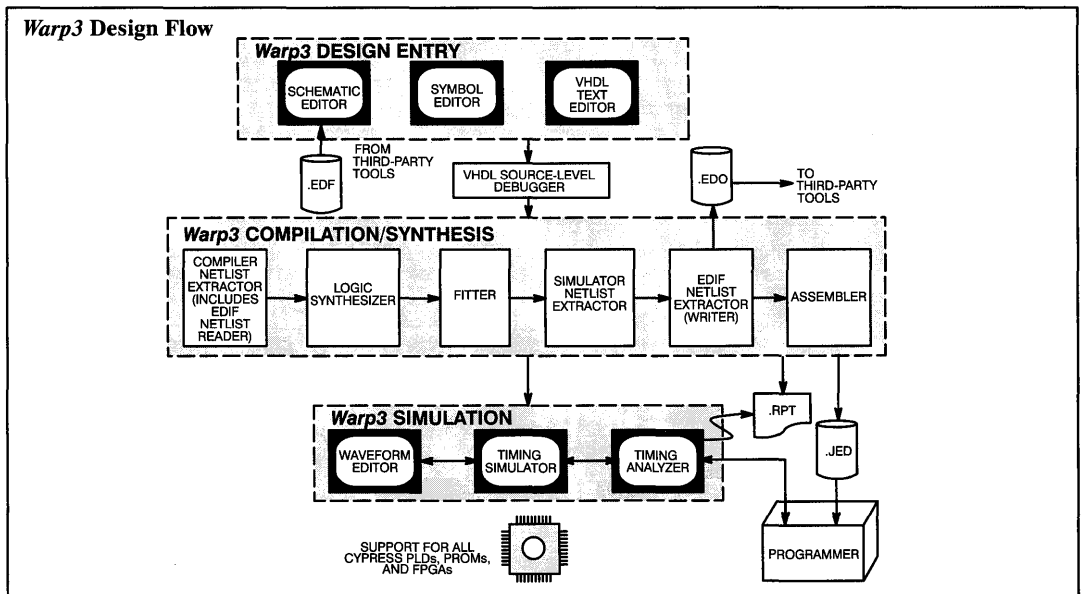 Warp3 Design Flow
Warp3 DESIGN ENTRY
SCHEMATIC
EDITOR
SYMBOL
EDITOR
VHDL
TEXT
EDITOR
FROM
THIRD-PARTY
TOOLS
.EDF
VHDL SOURCE-LEVEL
DEBUGGER
.EDO
TO
THIRD-PARTY
TOOLS
Warp3 COMPILATION/SYNTHESIS
COMPILER
NETLIST
EXTRACTOR
(INCLUDES
EDIF
NETLIST
READER)
LOGIC
SYNTHESIZER
FITTER
SIMULATOR
NETLIST
EXTRACTOR
EDIF
NETLIST
EXTRACTOR
(WRITER)
ASSEMBLER
Warp3 SIMULATION
WAVEFORM
EDITOR
TIMING
SIMULATOR
TIMING
ANALYZER
.RPT
.JED
PROGRAMMER
SUPPORT FOR ALL
CYPRESS PLDs, PROMs,
AND FPGAs